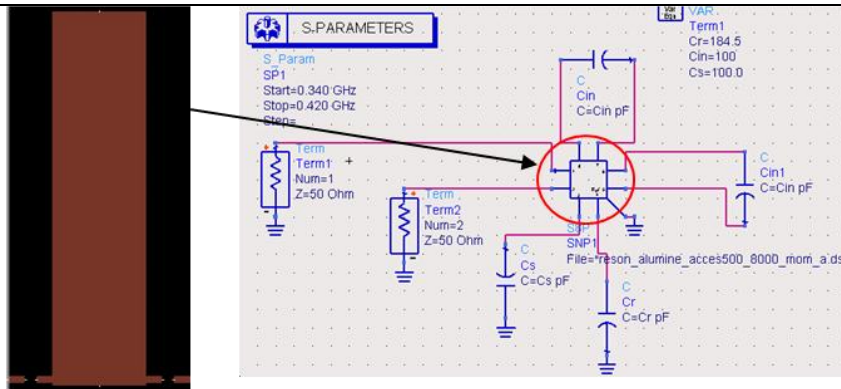 S-PARAMETERS
Var
Eqn
VAR
Term1
Cr=184.5
Cin=100
Cs=100.0
S_Param
SP1
Start=0.340 GHz
Stop=0.420 GHz
Step=
C
Cin
C=Cin pF
Term
Term1
Num=1
Z=50 Ohm
Term
Term2
Num=2
Z=50 Ohm
C
Cin1
C=Cin pF
SNP1
File="reson_alumine_acces500_8000_mom_a.ds
C
Cs
C=Cs pF
C
Cr
C=Cr pF